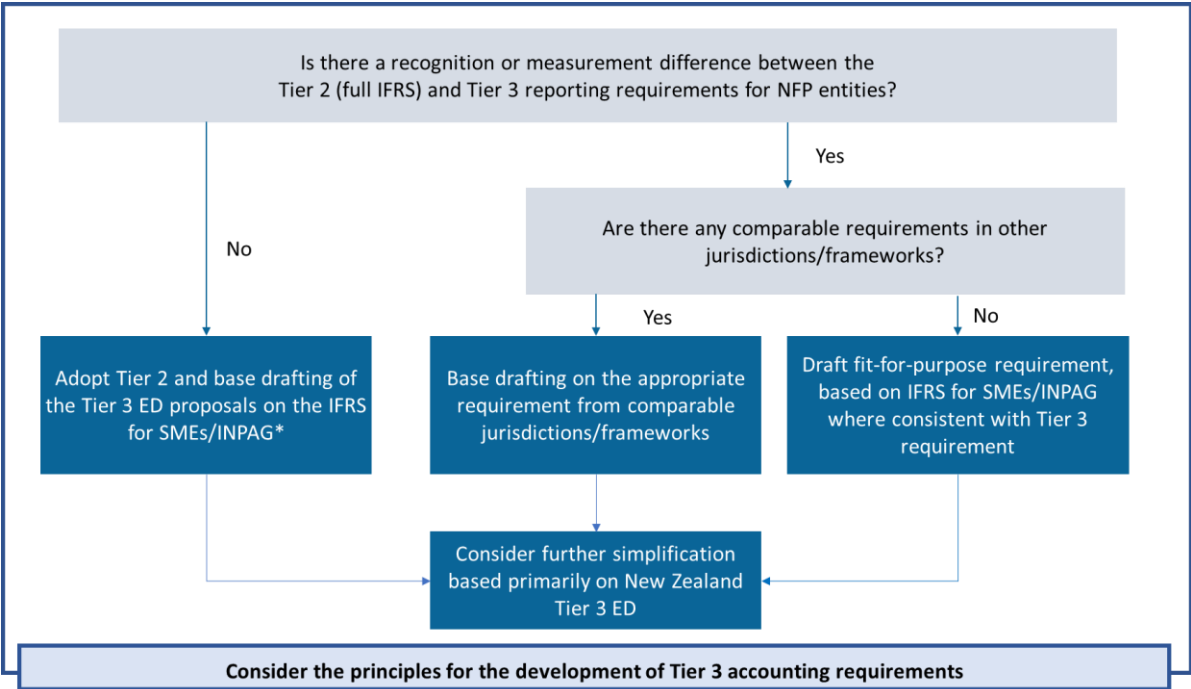 Is there a recognition or measurement difference between the
Tier 2 (full IFRS) and Tier 3 reporting requirements for NFP entities?
Yes
Are there any comparable requirements in other
jurisdictions/frameworks?
No
Yes
No
Adopt Tier 2 and base drafting of
the Tier 3 ED proposals on the IFRS
for SMEs/INPAG*
Base drafting on the appropriate
requirement from comparable
jurisdictions/frameworks
Draft fit-for-purpose requirement,
based on IFRS for SMEs/INPAG
where consistent with Tier 3
requirement
Consider further simplification
based primarily on New Zealand
Tier 3 ED
Consider the principles for the development of Tier 3 accounting requirements